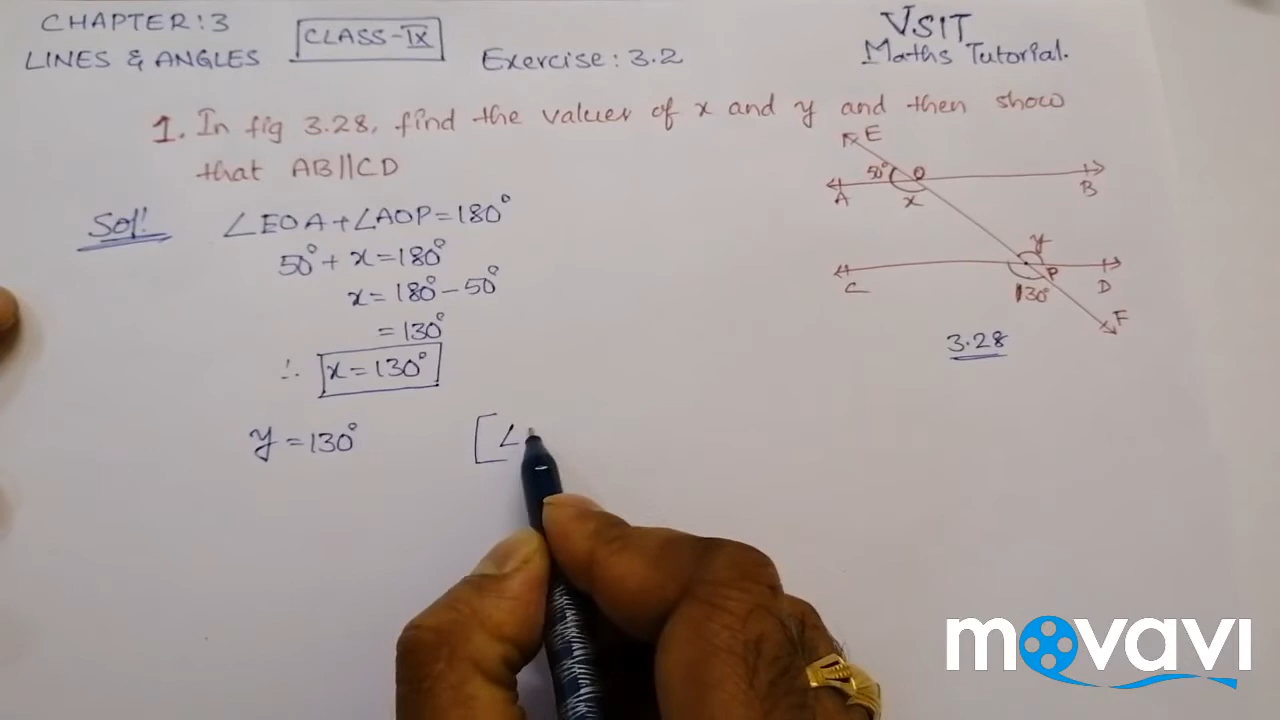 CHAPTER: 3
LINES & ANGLES
CLASS-IX
Exercise: 3.2
VSIT
Maths Tutorial.
1. In fig 3.28, find the values of x and y and then show
that AB||CD
Sol!
∠EOA+∠AOP=180°
50°+ x=180°
x=180°-50°
=130°
∴ x=130°
y=130° [∠
E
50° O
A x B
y
C P D
130°
F
3.28
movavi